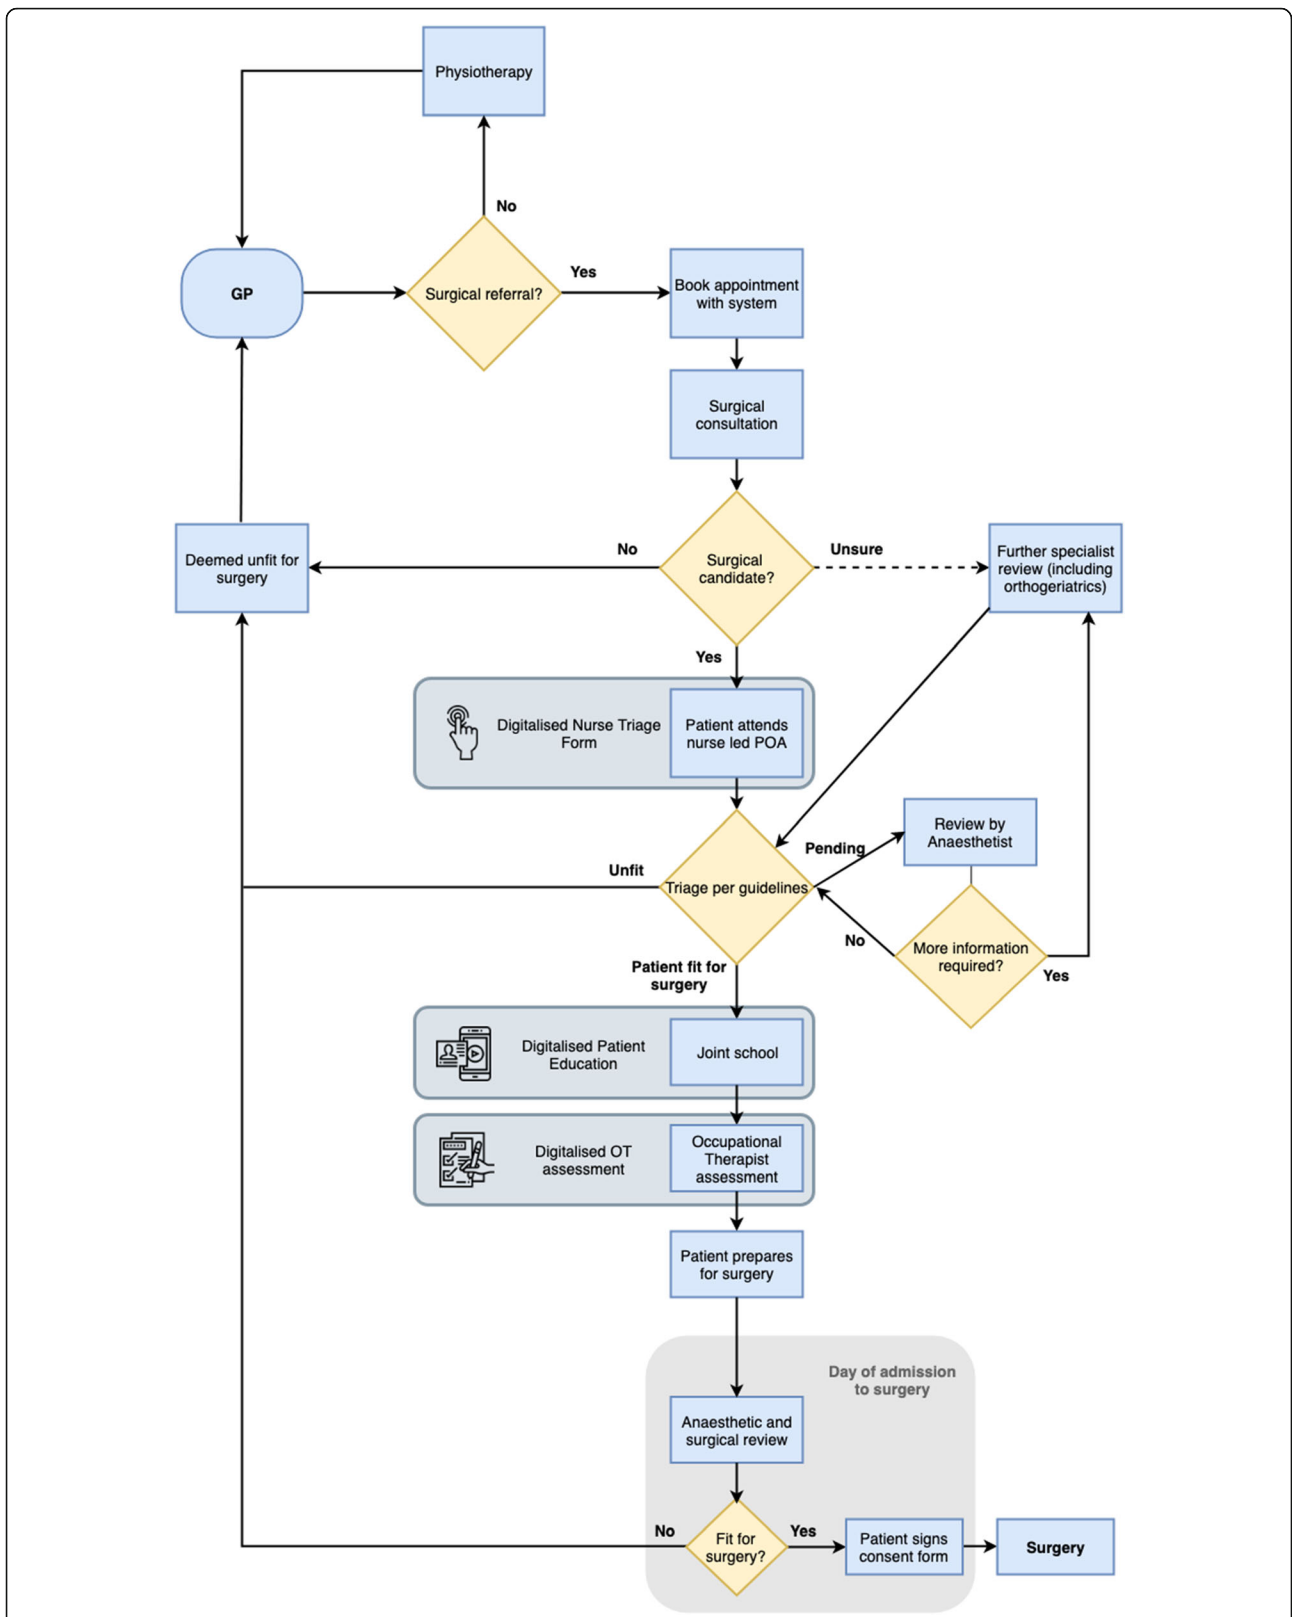 Physiotherapy
No
GP
Surgical referral?
Yes
Book appointment
with system
Surgical
consultation
Deemed unfit for
surgery
No
Surgical
candidate?
Unsure
Further specialist
review (including
orthogeriatrics)
Yes
Digitalised Nurse Triage
Form
Patient attends
nurse led POA
Unfit
Triage per guidelines
Pending
Review by
Anaesthetist
No
More information
required?
Yes
Patient fit for
surgery
Digitalised Patient
Education
Joint school
Digitalised OT
assessment
Occupational
Therapist
assessment
Patient prepares
for surgery
Day of admission
to surgery
Anaesthetic and
surgical review
No
Fit for
surgery?
Yes
Patient signs
consent form
Surgery